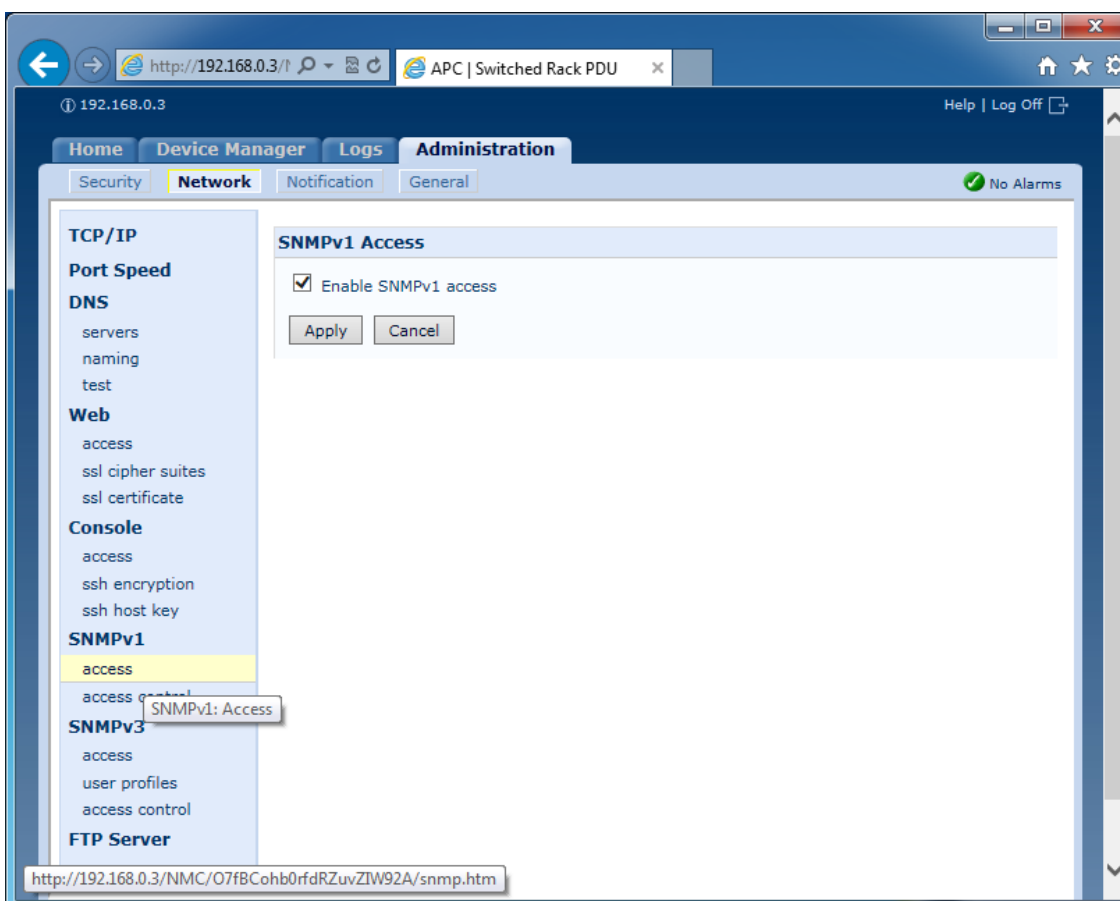 http://192.168.0.3/
APC | Switched Rack PDU
192.168.0.3
Help | Log Off
Home Device Manager Logs Administration
Security Network Notification General
No Alarms
TCP/IP
Port Speed
DNS
servers
naming
test
Web
access
ssl cipher suites
ssl certificate
Console
access
ssh encryption
ssh host key
SNMPv1
access
access control
SNMPv1: Access
SNMPv3
access
user profiles
access control
FTP Server
SNMPv1 Access
Enable SNMPv1 access
Apply Cancel
http://192.168.0.3/NMC/O7fBCohb0rfdRZuvZIW92A/snmp.htm